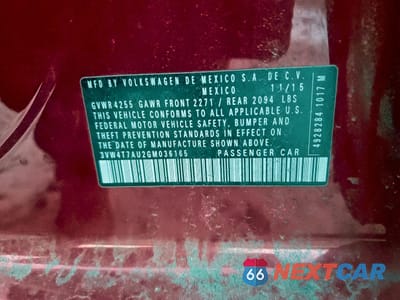 MFD BY VOLKSWAGEN DE MEXICO S.A. DE C.V.
MEXICO 11/15
GVWR 4255 GAWR FRONT 2271 / REAR 2094 LBS
THIS VEHICLE CONFORMS TO ALL APPLICABLE U.S.
FEDERAL MOTOR VEHICLE SAFETY, BUMPER AND
THEFT PREVENTION STANDARDS IN EFFECT ON
THE DATE OF MANUFACTURE SHOWN ABOVE.
3VW4T7AU2GM036165 PASSENGER CAR
4928284 1017 M
66 NEXTCAR